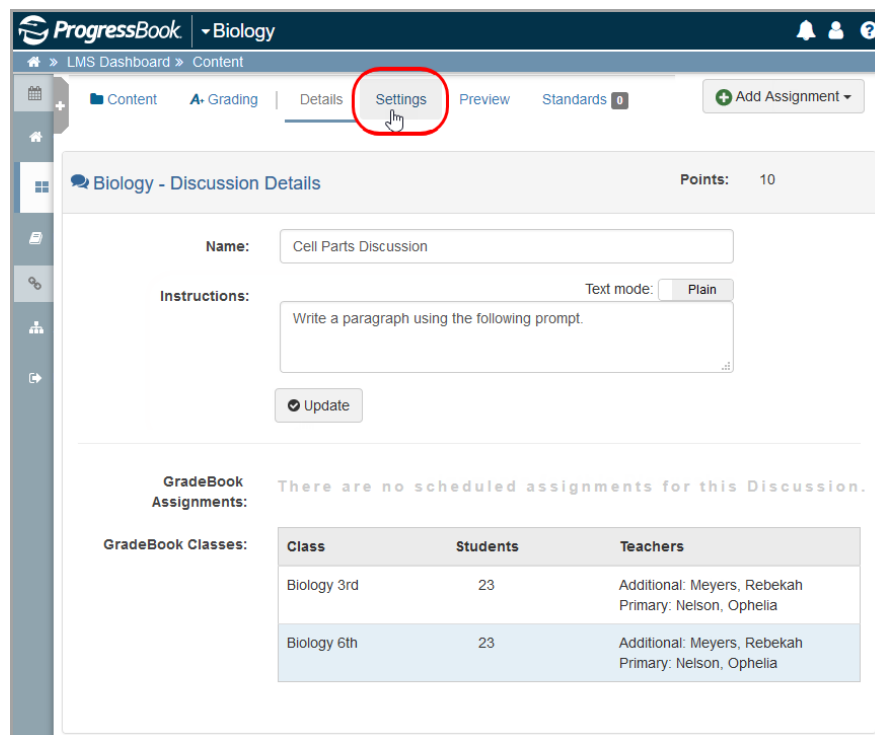 ProgressBook Biology
» LMS Dashboard » Content
Content A+ Grading Details Settings Preview Standards 0 Add Assignment
Biology - Discussion Details Points: 10
Name: Cell Parts Discussion
Text mode: Plain
Instructions:
Write a paragraph using the following prompt.
Update
GradeBook Assignments: There are no scheduled assignments for this Discussion.
GradeBook Classes: Class Students Teachers
Biology 3rd 23 Additional: Meyers, Rebekah
Primary: Nelson, Ophelia
Biology 6th 23 Additional: Meyers, Rebekah
Primary: Nelson, Ophelia